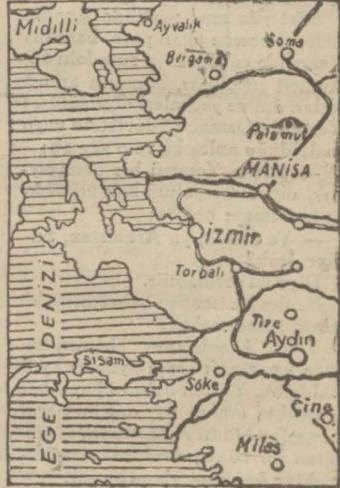 Midilli
Ayvalık
Soma
Bergama
Palamut
MANİSA
İzmir
Torbalı
Tire
Aydın
Sisam
Söke
Çine
Milas
EGE DENİZİ